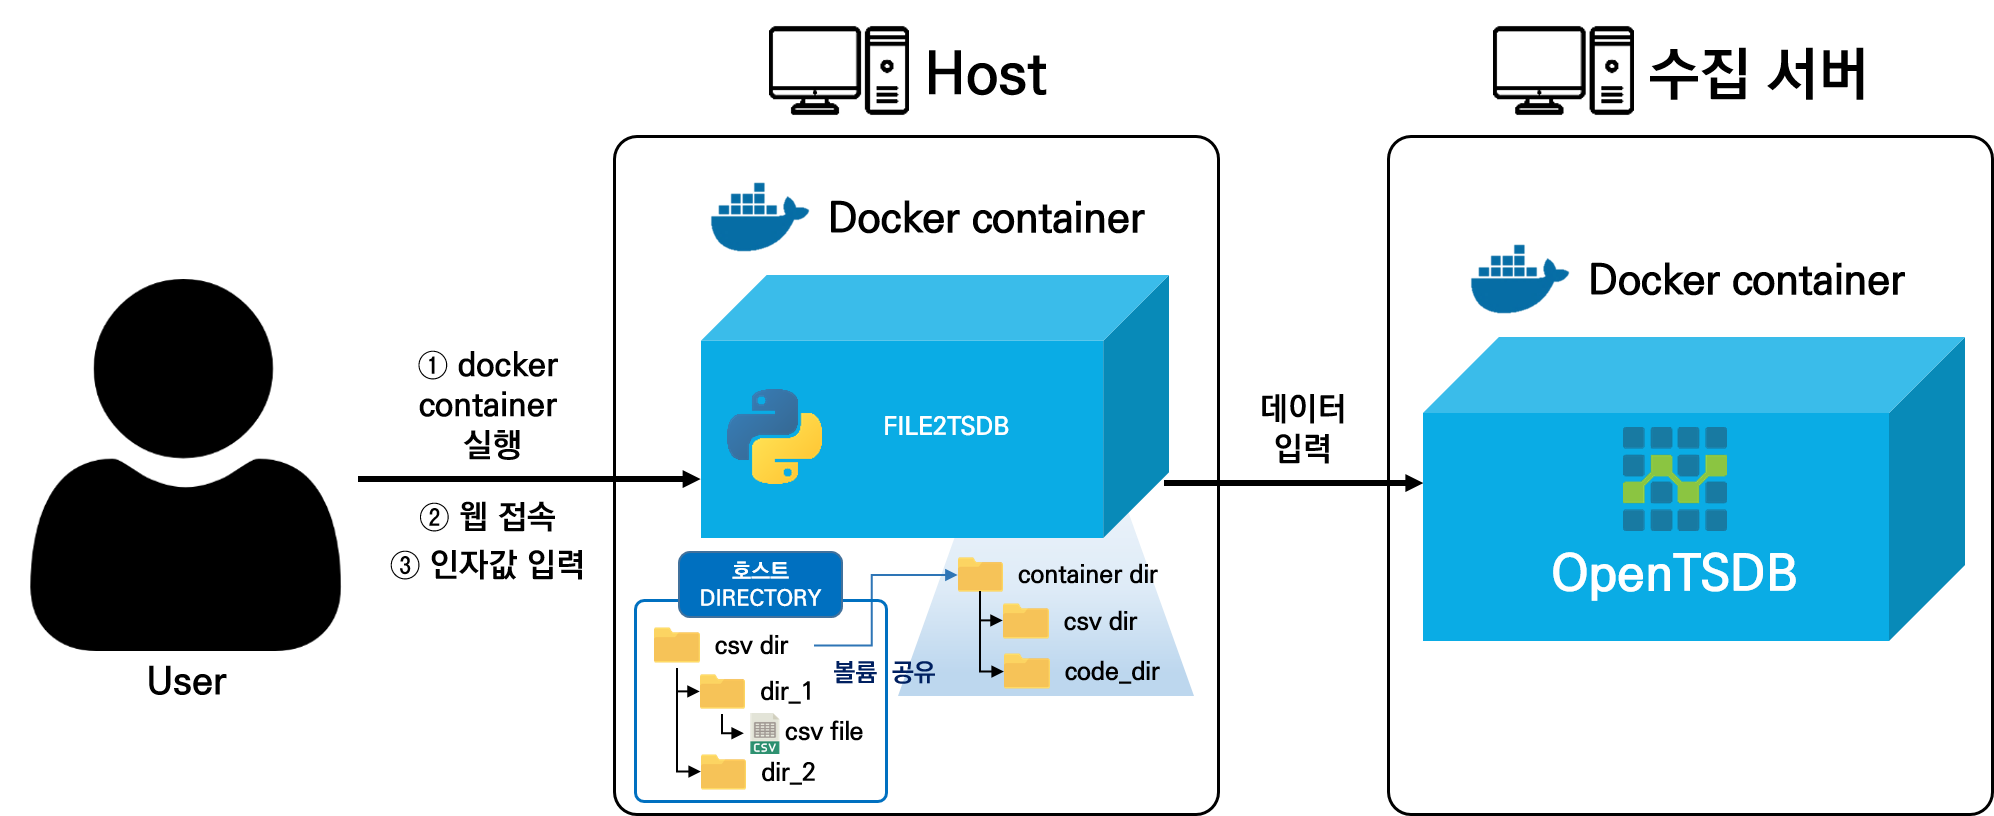 Host
수집 서버
Docker container
Docker container
① docker
container
실행
② 웹 접속
③ 인자값 입력
User
FILE2TSDB
데이터
입력
OpenTSDB
호스트
DIRECTORY
csv dir
dir_1
CSV
csv file
dir_2
볼륨 공유
container dir
csv dir
code_dir